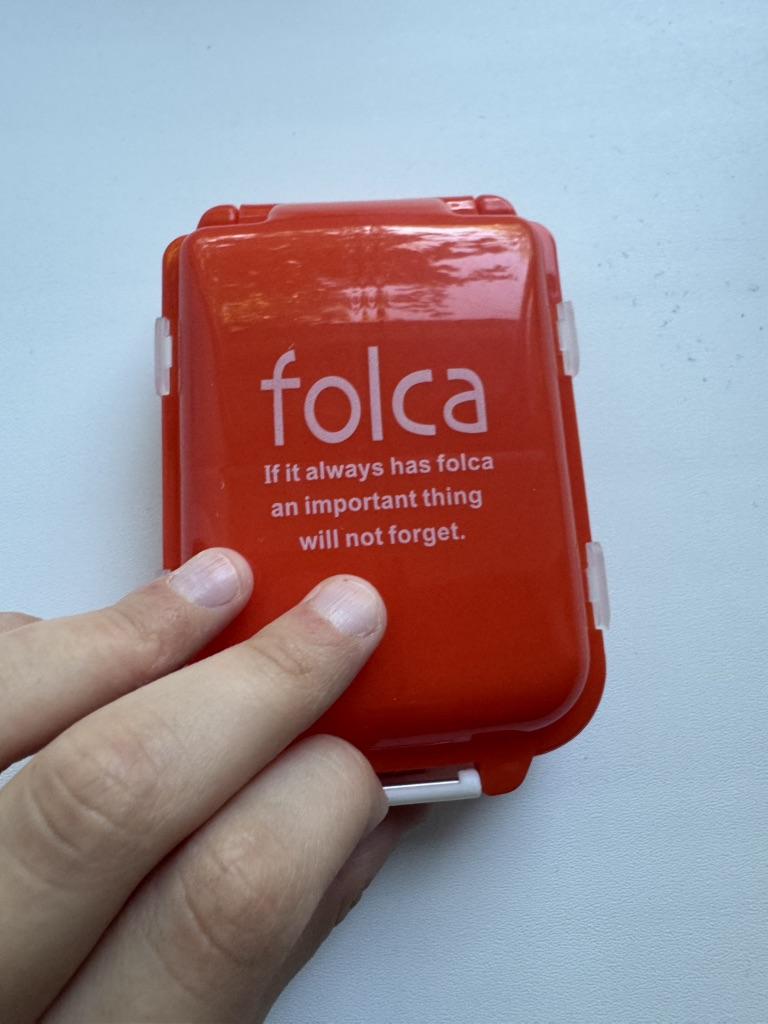 folca
If it always has folca
an important thing
will not forget.